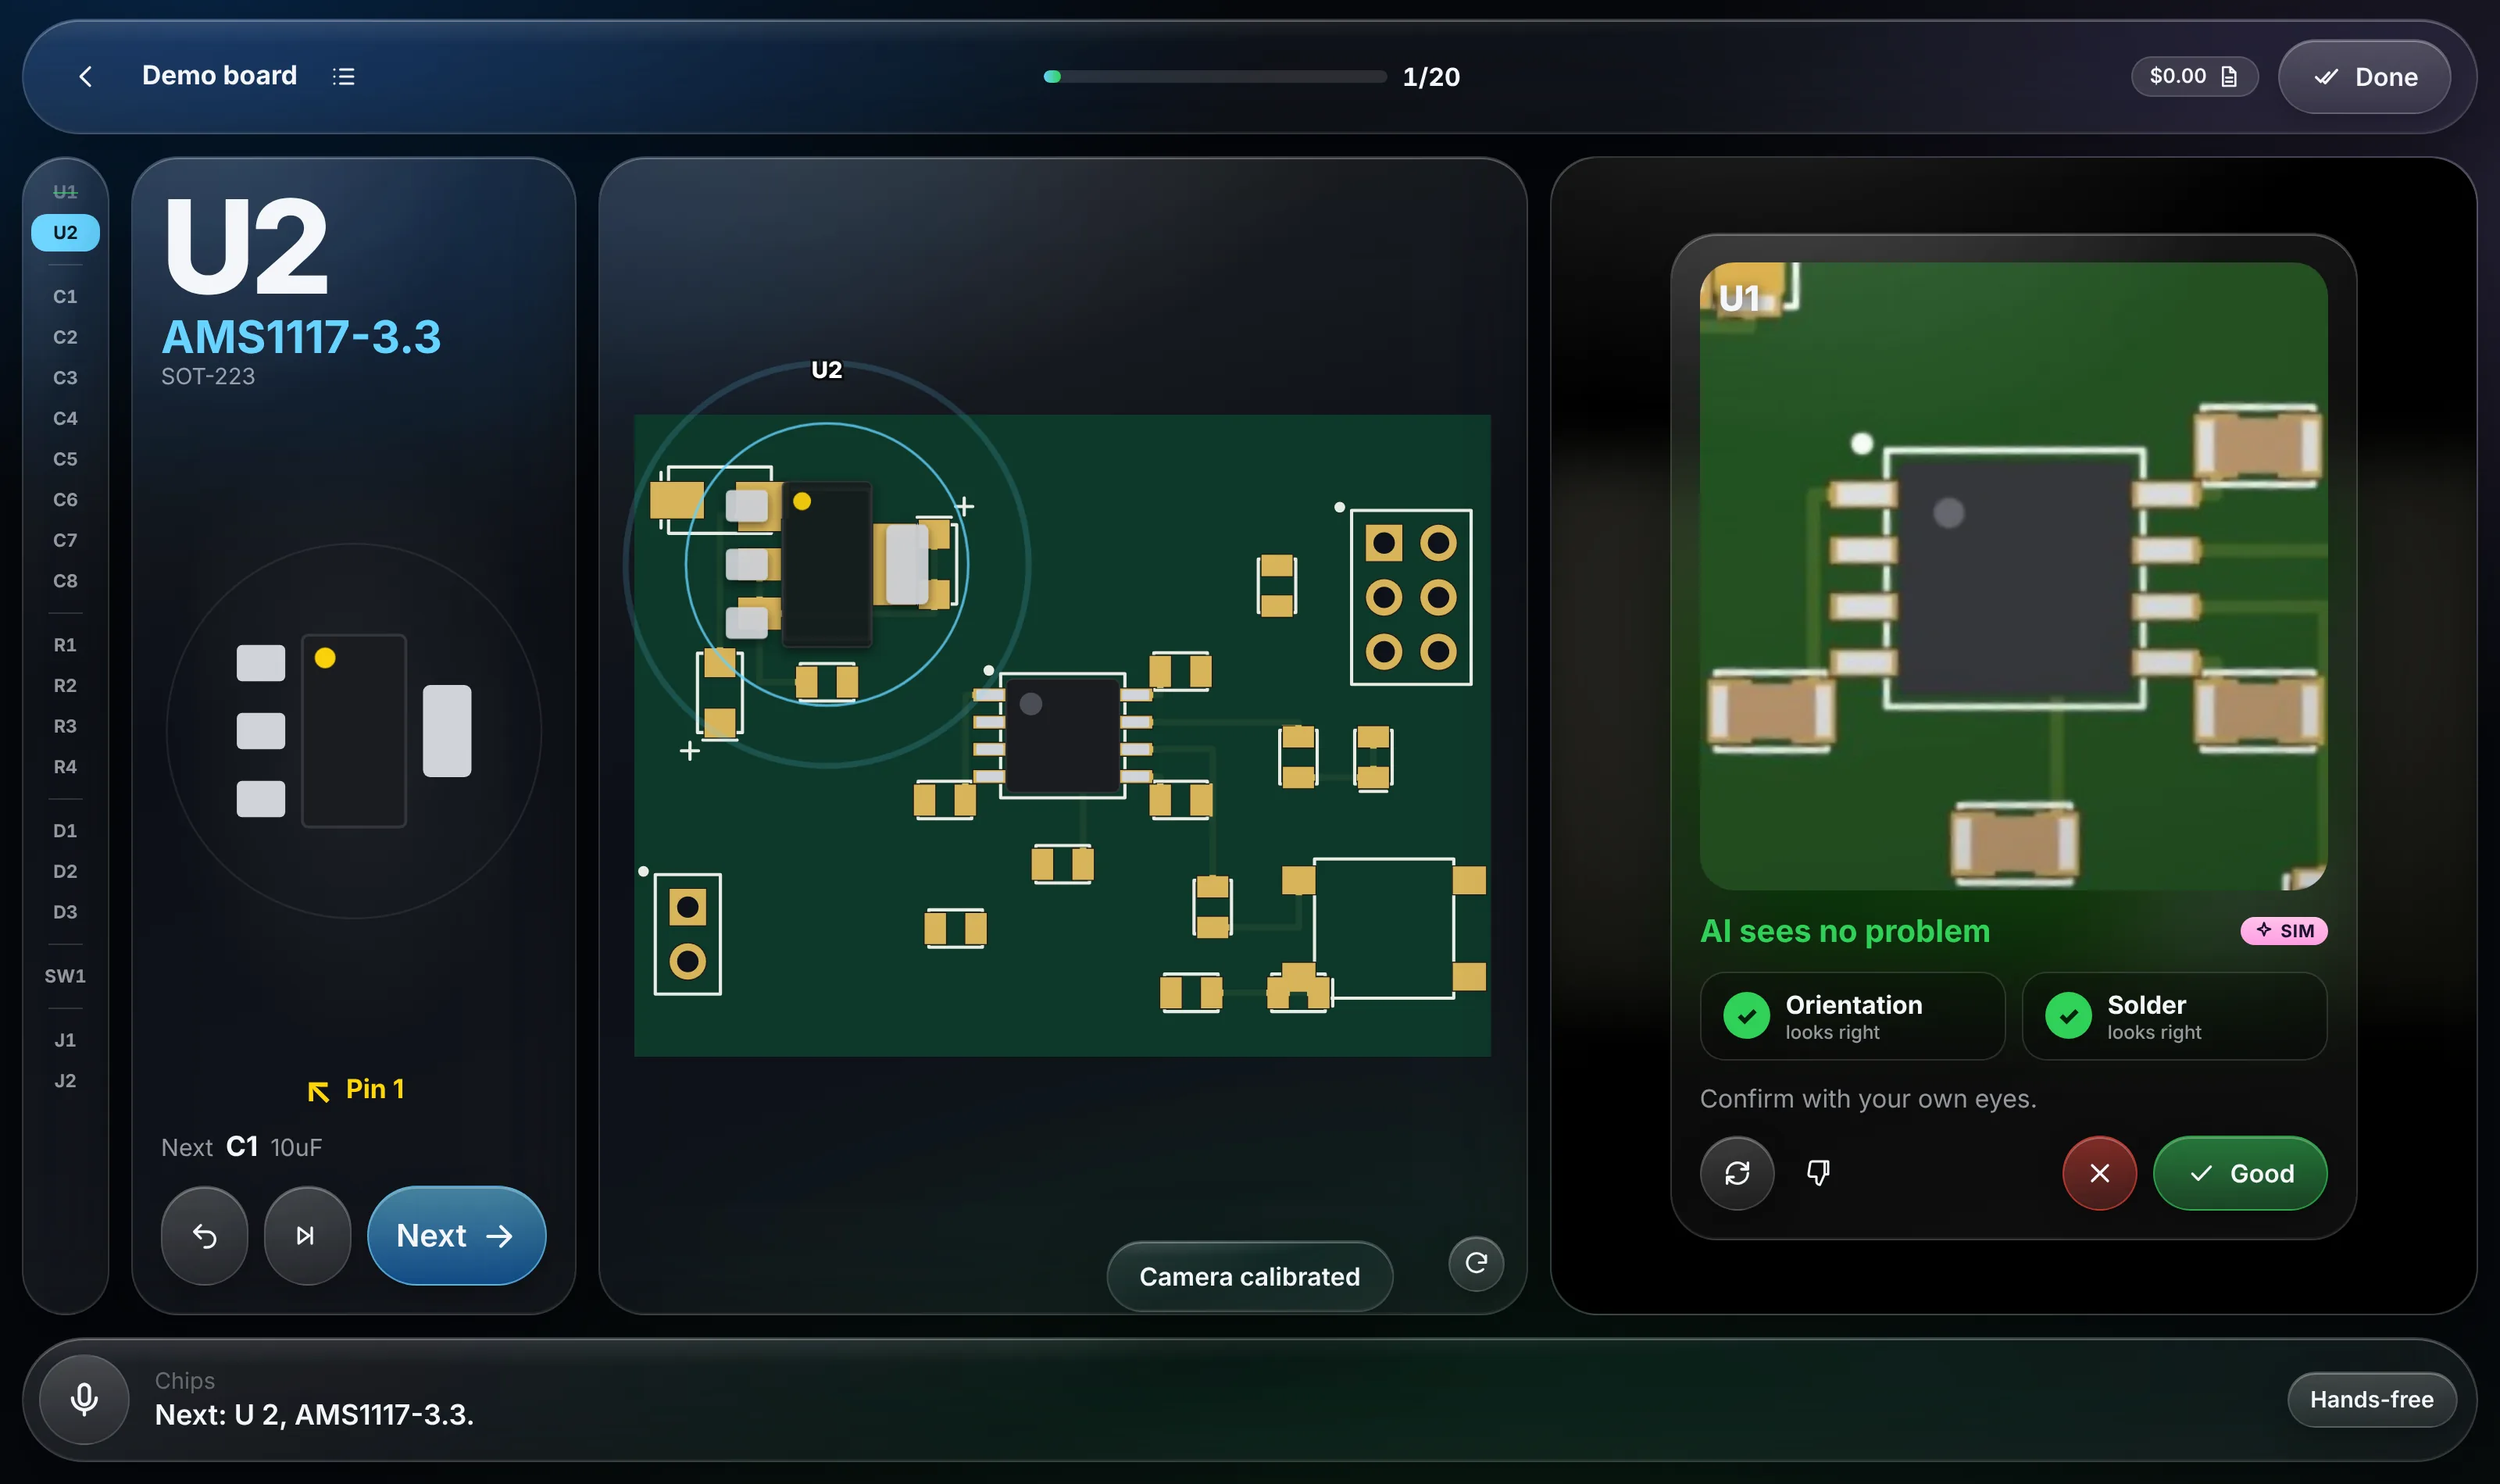 Demo board
1/20
$0.00
Done
U1
U2
C1
C2
C3
C4
C5
C6
C7
C8
R1
R2
R3
R4
D1
D2
D3
SW1
J1
J2
U2
AMS1117-3.3
SOT-223
Pin 1
Next C1 10uF
Next
U2
Camera calibrated
U1
AI sees no problem
SIM
Orientation
looks right
Solder
looks right
Confirm with your own eyes.
Good
Chips
Next: U 2, AMS1117-3.3.
Hands-free